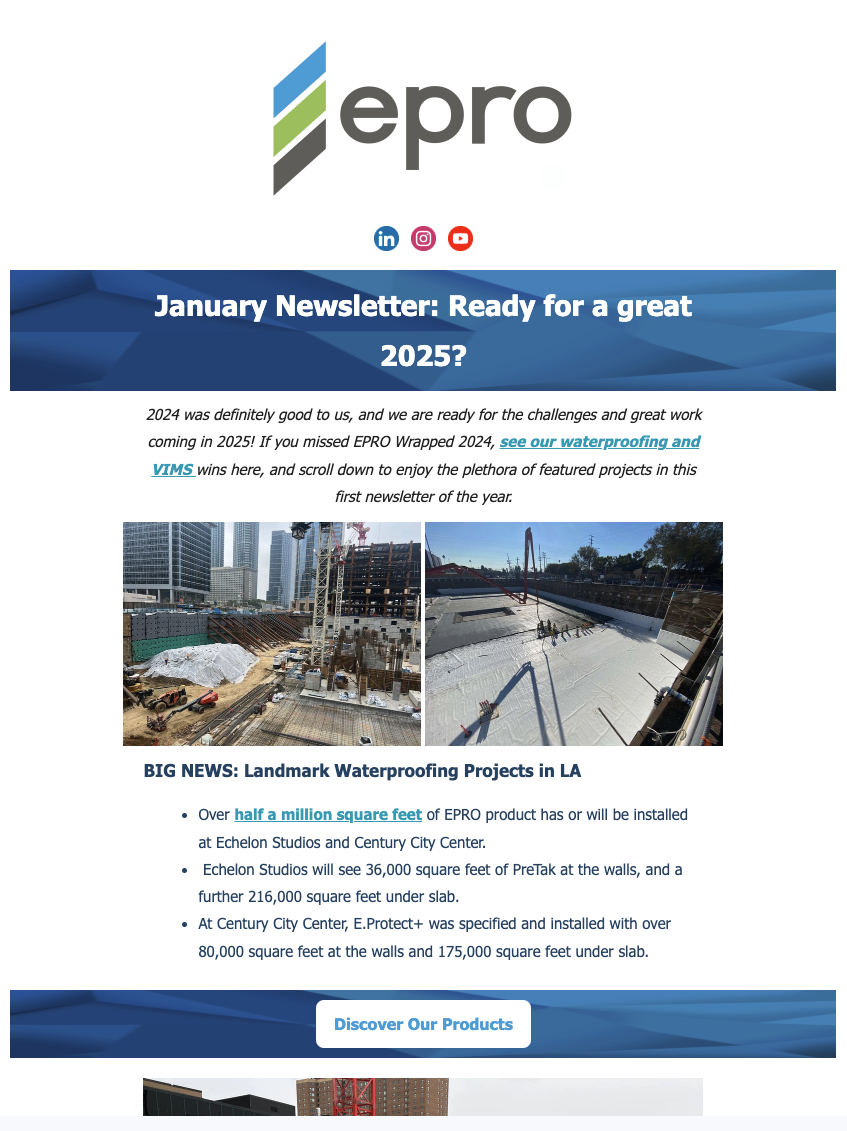 epro
in
January Newsletter: Ready for a great
2025?
2024 was definitely good to us, and we are ready for the challenges and great work
coming in 2025! If you missed EPRO Wrapped 2024, see our waterproofing and
VIMS wins here, and scroll down to enjoy the plethora of featured projects in this
first newsletter of the year.
BIG NEWS: Landmark Waterproofing Projects in LA
• Over half a million square feet of EPRO product has or will be installed
at Echelon Studios and Century City Center.
• Echelon Studios will see 36,000 square feet of PreTak at the walls, and a
further 216,000 square feet under slab.
• At Century City Center, E.Protect+ was specified and installed with over
80,000 square feet at the walls and 175,000 square feet under slab.
Discover Our Products